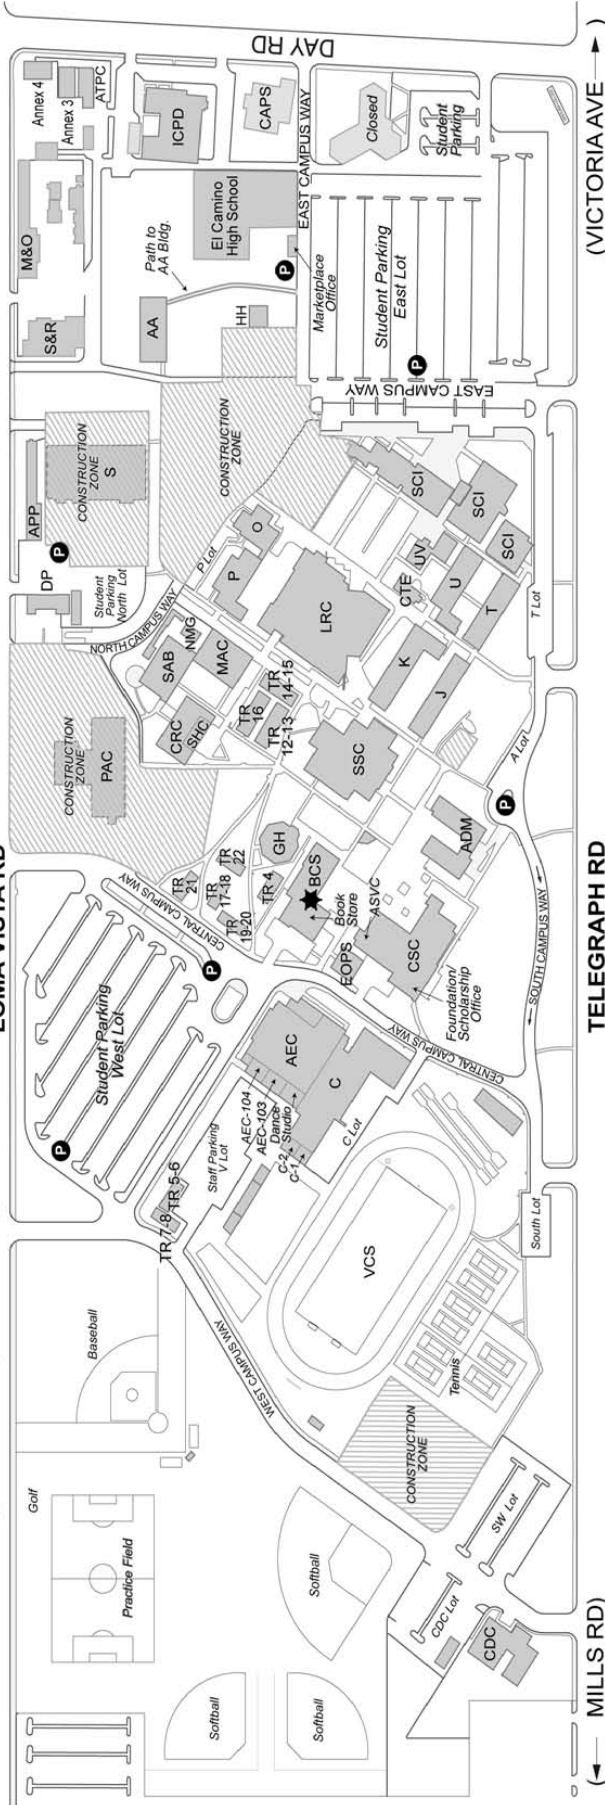 DAY RD
(VICTORIA AVE →)
LOMA VISTA RD
TELEGRAPH RD
(← MILLS RD)
Annex 4
Annex 3
ATPC
ICPD
CAPS
Closed
Student
Parking
M&O
El Camino
High School
EAST CAMPUS WAY
Path to
AA Bldg.
P
Marketplace
Office
Student Parking
East Lot
S&R
AA
HH
P
EAST CAMPUS WAY
CONSTRUCTION
ZONE
S
CONSTRUCTION
ZONE
APP
P
DP
Student
Parking
North Lot
NORTH CAMPUS WAY
P Lot
O
P
SCI
SCI
SCI
UV
CTE
U
T
T Lot
LRC
NMG
SAB
MAC
K
J
TR
14-15
TR
16
TR
12-13
CRC
SHC
SSC
CONSTRUCTION
ZONE
PAC
A Lot
P
ADM
GH
TR
22
TR
21
TR
17-18
TR
19-20
TR 4
BCS
Book
Store
ASVC
EOPS
CSC
Foundation/
Scholarship
Office
CENTRAL CAMPUS WAY
P
SOUTH CAMPUS WAY
CENTRAL CAMPUS WAY
Student Parking
West Lot
P
AEC
C
AEC-104
AEC-103
Dance
Studio
C-2
C-1
C Lot
Staff Parking
V Lot
TR 5-6
TR 7-8
VCS
South Lot
WEST CAMPUS WAY
Baseball
Tennis
CONSTRUCTION
ZONE
Golf
Practice Field
Softball
SW Lot
CDC Lot
CDC
Softball
Softball